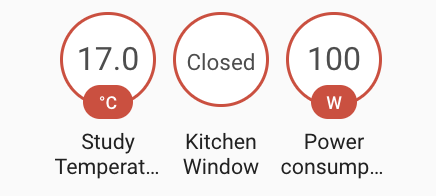 17.0
°C
Study
Temperat…
Closed
Kitchen
Window
100
W
Power
consump…